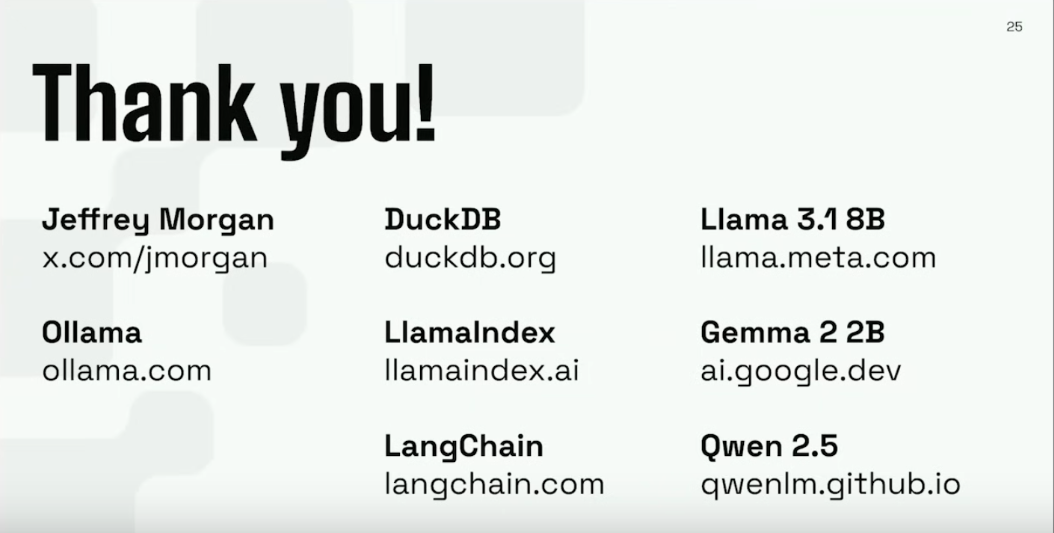 25
Thank you!
Jeffrey Morgan
x.com/jmorgan
Ollama
ollama.com
DuckDB
duckdb.org
LlamaIndex
llamaindex.ai
LangChain
langchain.com
Llama 3.1 8B
llama.meta.com
Gemma 2 2B
ai.google.dev
Qwen 2.5
qwenlm.github.io